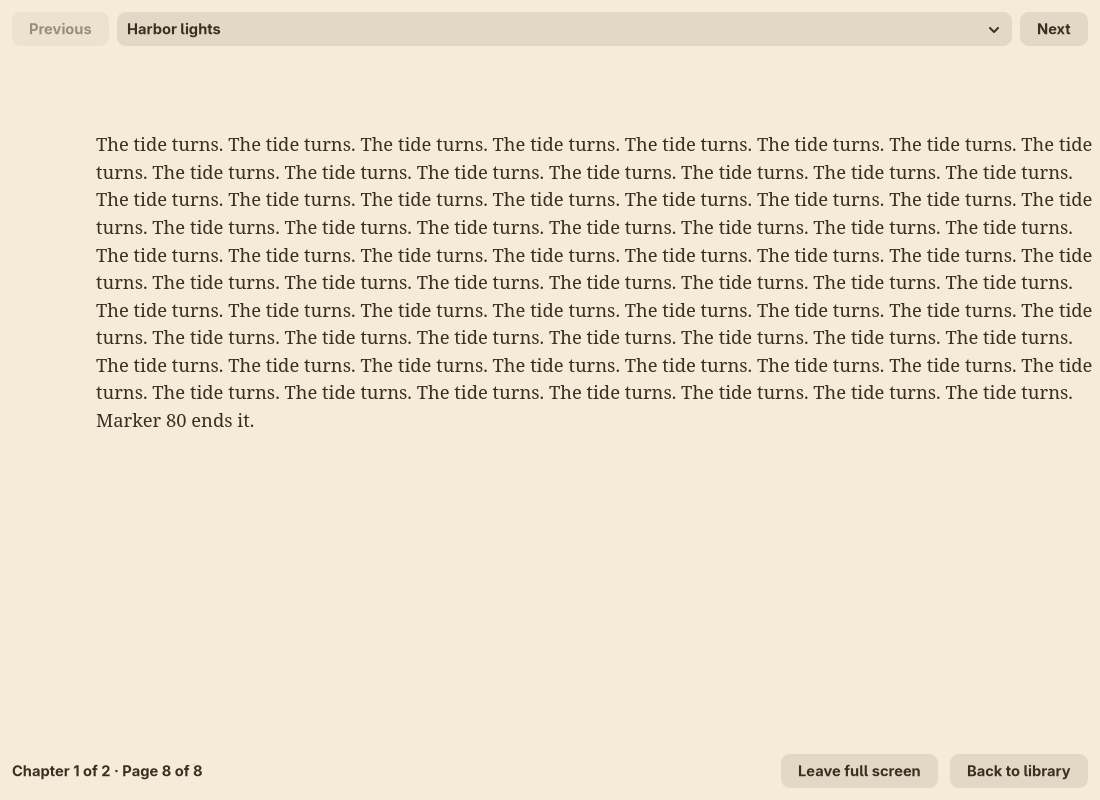 Previous
Harbor lights
Next
The tide turns. The tide turns. The tide turns. The tide turns. The tide turns. The tide turns. The tide turns. The tide
turns. The tide turns. The tide turns. The tide turns. The tide turns. The tide turns. The tide turns. The tide turns.
The tide turns. The tide turns. The tide turns. The tide turns. The tide turns. The tide turns. The tide turns. The tide
turns. The tide turns. The tide turns. The tide turns. The tide turns. The tide turns. The tide turns. The tide turns.
The tide turns. The tide turns. The tide turns. The tide turns. The tide turns. The tide turns. The tide turns. The tide
turns. The tide turns. The tide turns. The tide turns. The tide turns. The tide turns. The tide turns. The tide turns.
The tide turns. The tide turns. The tide turns. The tide turns. The tide turns. The tide turns. The tide turns. The tide
turns. The tide turns. The tide turns. The tide turns. The tide turns. The tide turns. The tide turns. The tide turns.
The tide turns. The tide turns. The tide turns. The tide turns. The tide turns. The tide turns. The tide turns. The tide
turns. The tide turns. The tide turns. The tide turns. The tide turns. The tide turns. The tide turns. The tide turns.
Marker 80 ends it.
Chapter 1 of 2 · Page 8 of 8
Leave full screen
Back to library